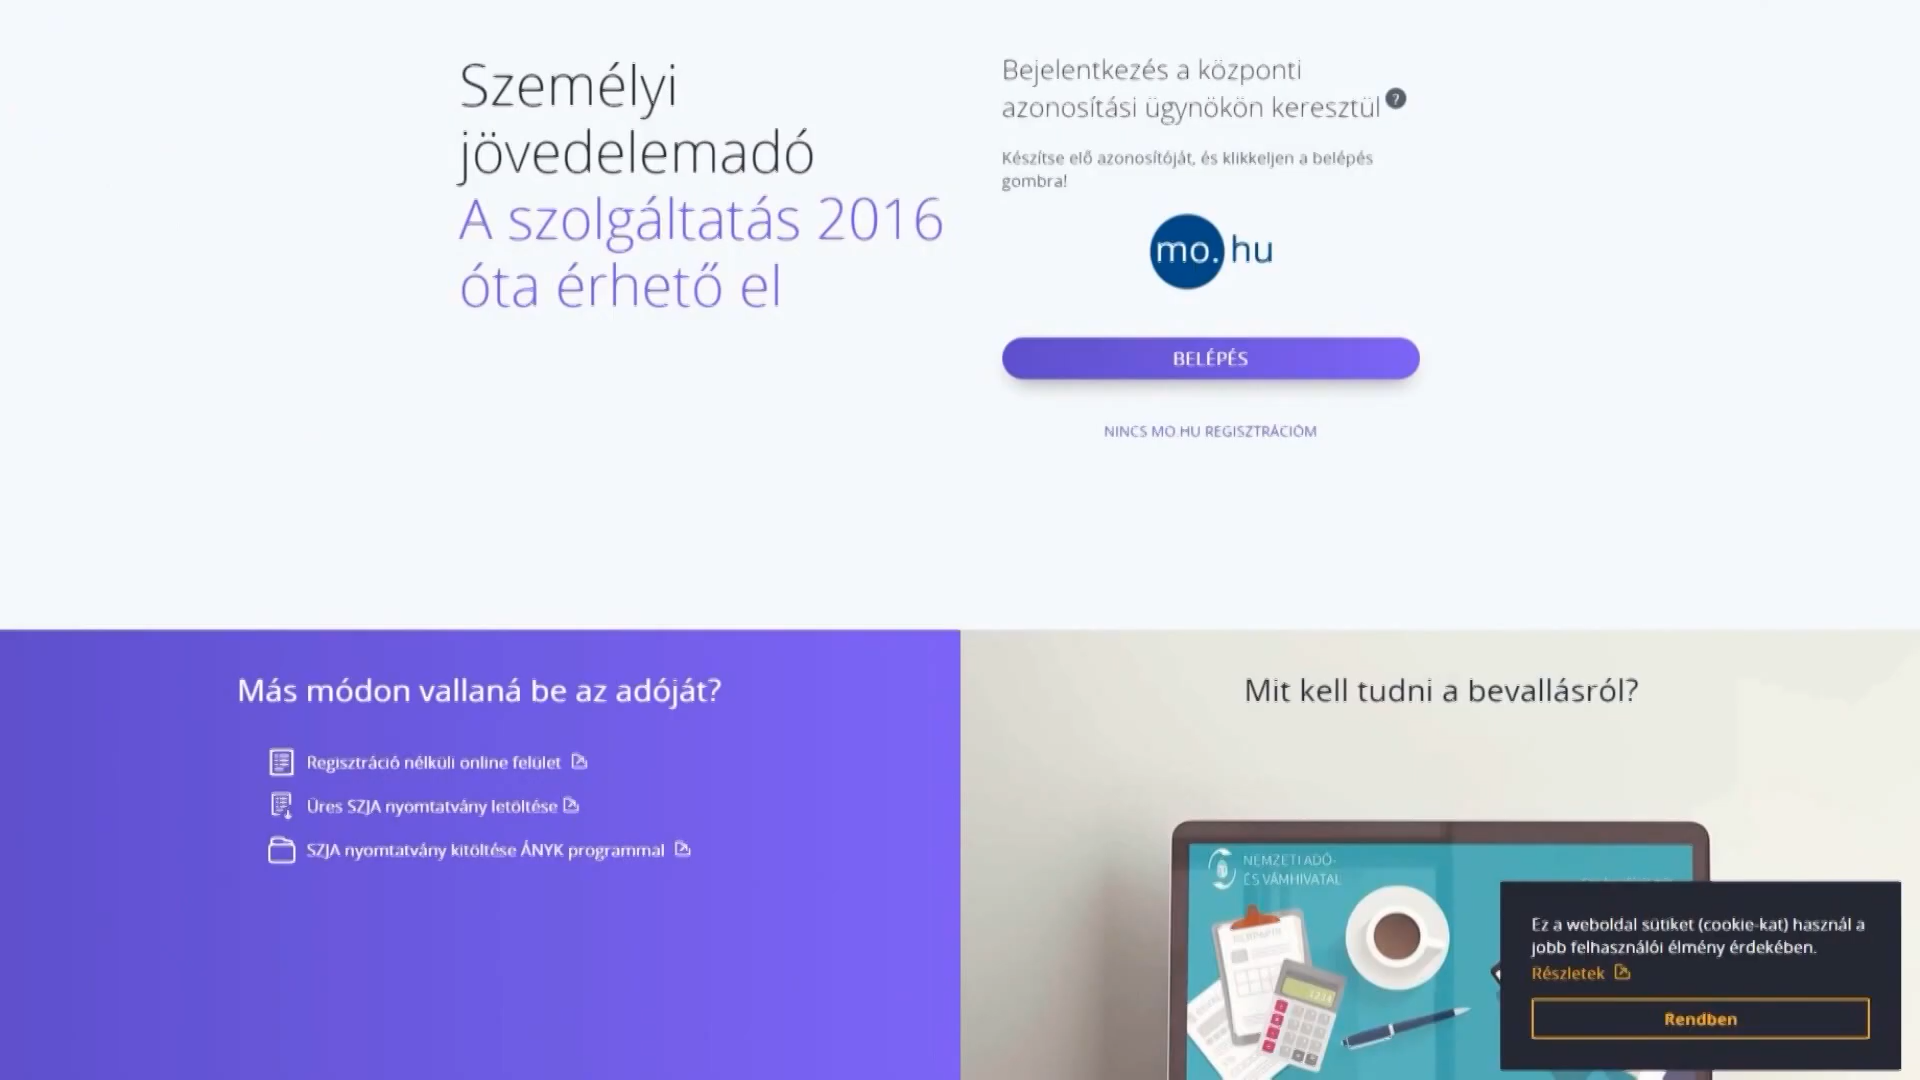 Személyi
jövedelemadó
A szolgáltatás 2016
óta érhető el
Bejelentkezés a központi
azonosítási ügynökön keresztül ?
Készítse elő azonosítóját, és klikkeljen a belépés
gombra!
mo.hu
BELÉPÉS
NINCS MO.HU REGISZTRÁCIÓM
Más módon vallaná be az adóját?
Regisztráció nélküli online felület
Üres SZJA nyomtatvány letöltése
SZJA nyomtatvány kitöltése ÁNYK programmal
Mit kell tudni a bevallásról?
NEMZETI ADÓ-
ÉS VÁMHIVATAL
1234
Ez a weboldal sütiket (cookie-kat) használ a
jobb felhasználói élmény érdekében.
Részletek
Rendben